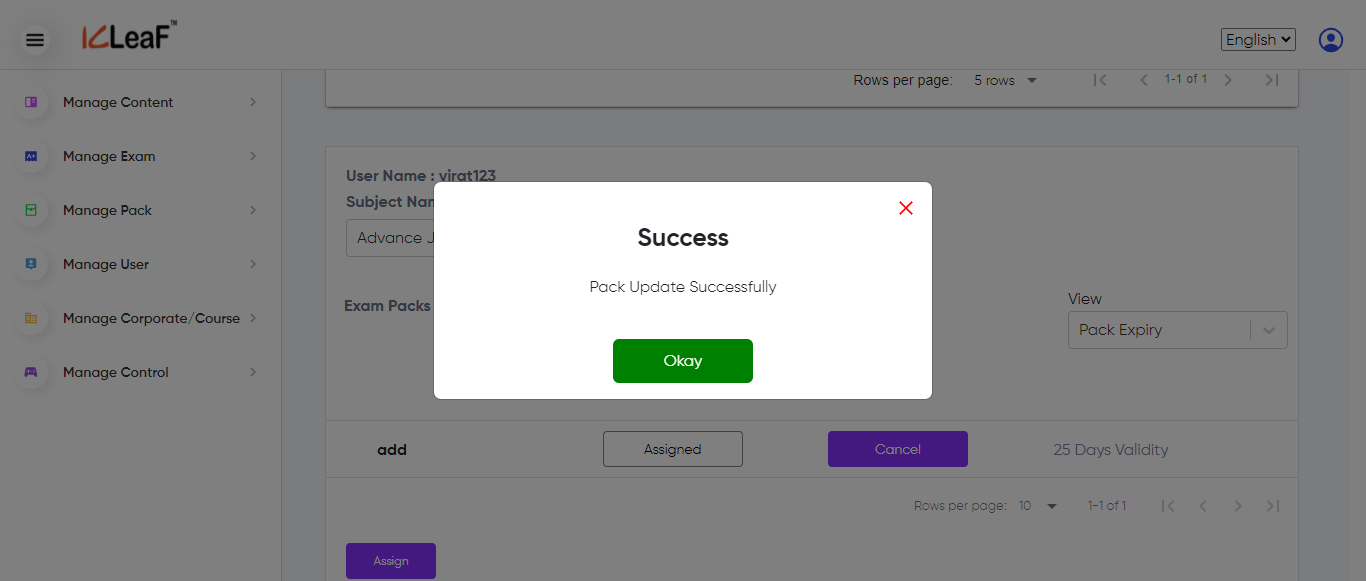 LeaF™
English
Manage Content
Manage Exam
Manage Pack
Manage User
Manage Corporate/Course
Manage Control
Rows per page: 5 rows 1-1 of 1
User Name : virat123
Subject Nam
Advance J
Exam Packs
View
Pack Expiry
Success
Pack Update Successfully
Okay
add Assigned Cancel 25 Days Validity
Rows per page: 10 1-1 of 1
Assign